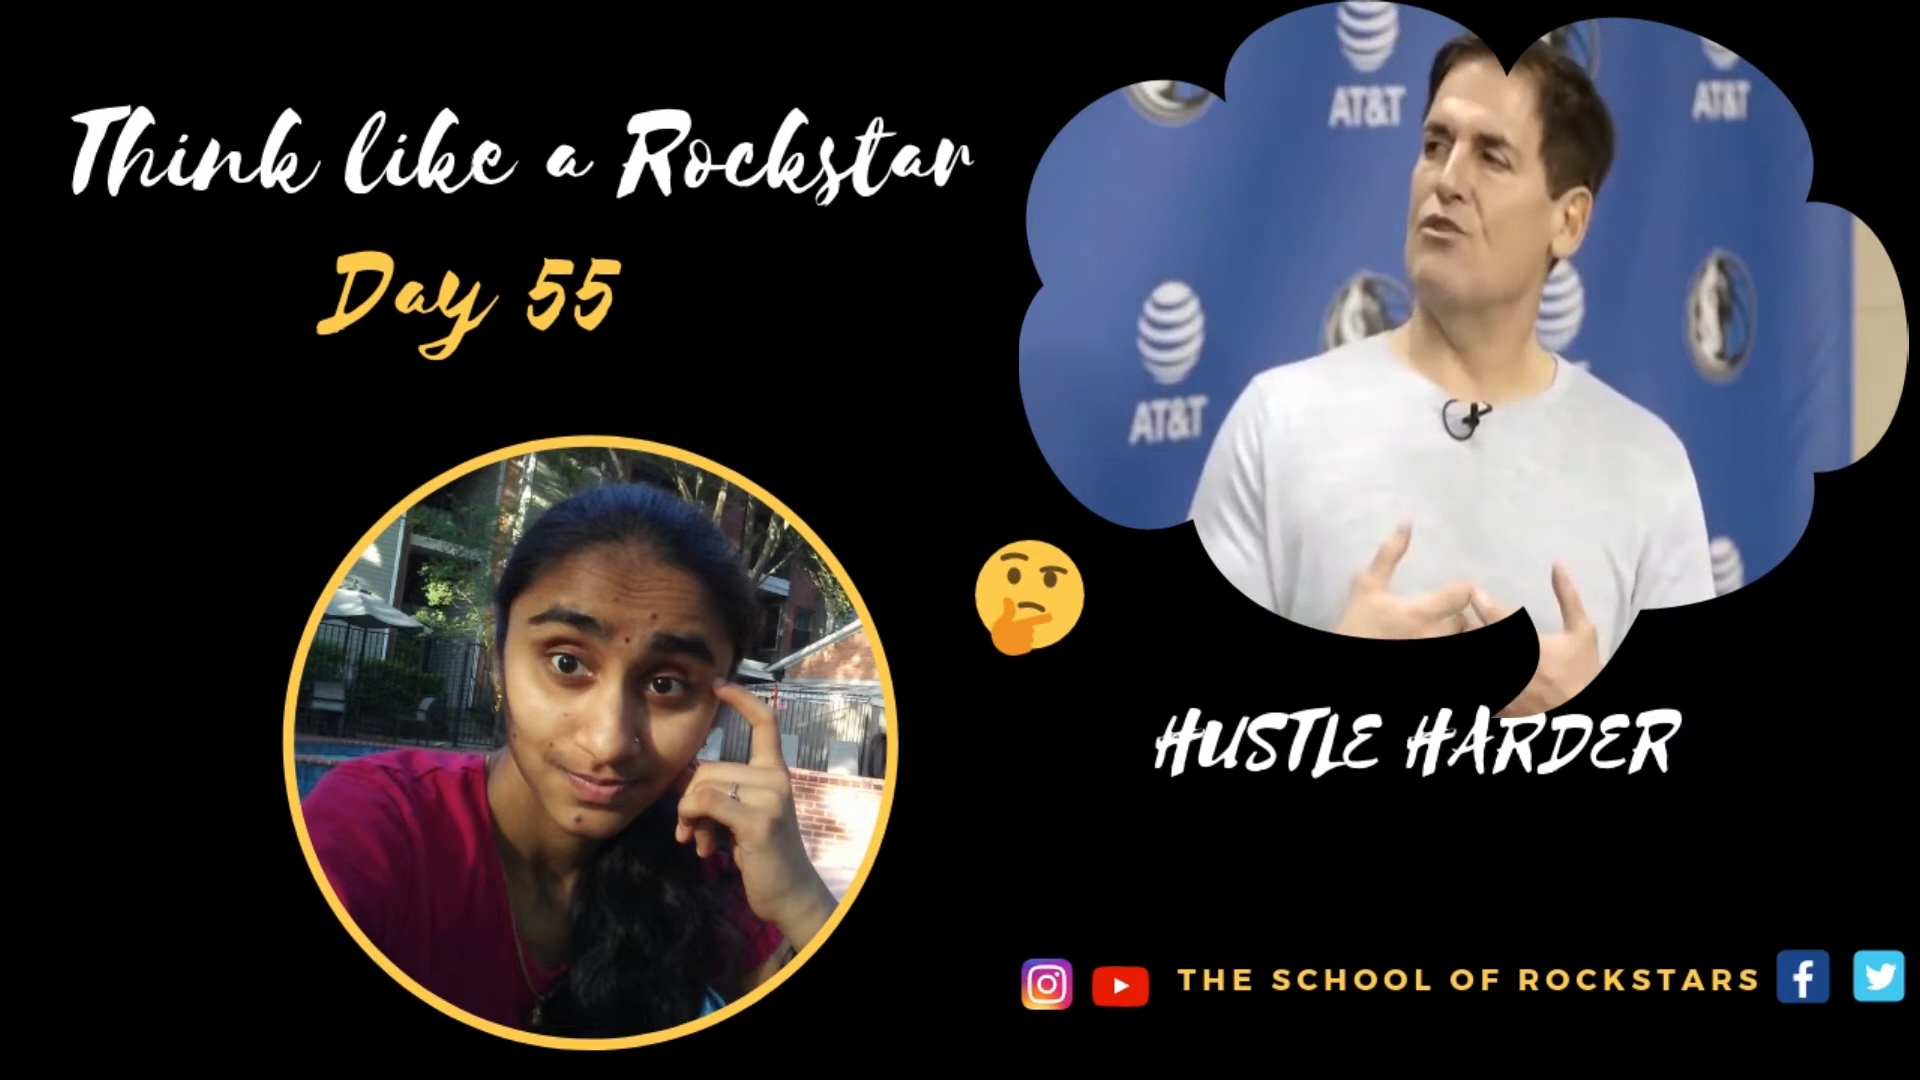 Think like a Rockstar
Day 55
AT&T
AT&T
AT&T
HUSTLE HARDER
THE SCHOOL OF ROCKSTARS